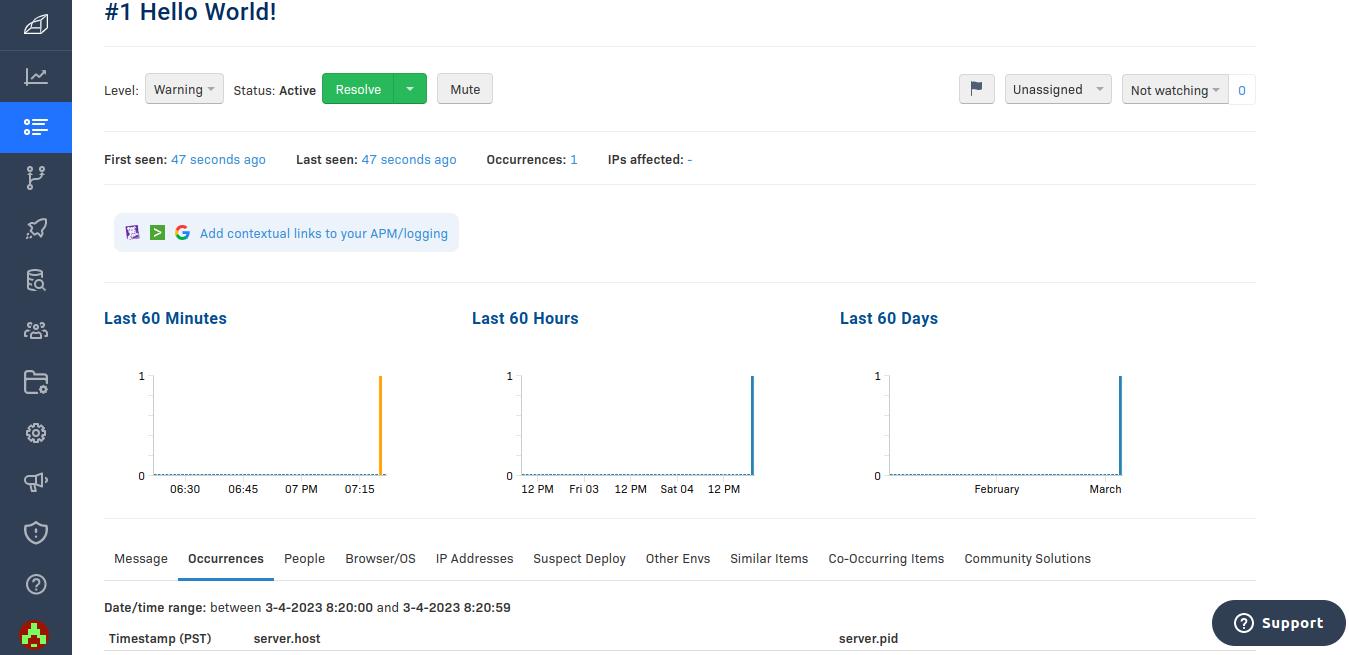 #1 Hello World!
Level: Warning Status: Active Resolve Mute Unassigned Not watching 0
First seen: 47 seconds ago Last seen: 47 seconds ago Occurrences: 1 IPs affected: -
Add contextual links to your APM/logging
Last 60 Minutes Last 60 Hours Last 60 Days
1 1 1
0 0 0
06:30 06:45 07 PM 07:15 12 PM Fri 03 12 PM Sat 04 12 PM February March
Message Occurrences People Browser/OS IP Addresses Suspect Deploy Other Envs Similar Items Co-Occurring Items Community Solutions
Date/time range: between 3-4-2023 8:20:00 and 3-4-2023 8:20:59
Support
Timestamp (PST) server.host server.pid